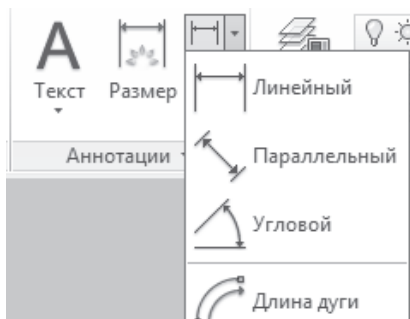 Текст
Размер
Аннотации
Линейный
Параллельный
Угловой
Длина дуги